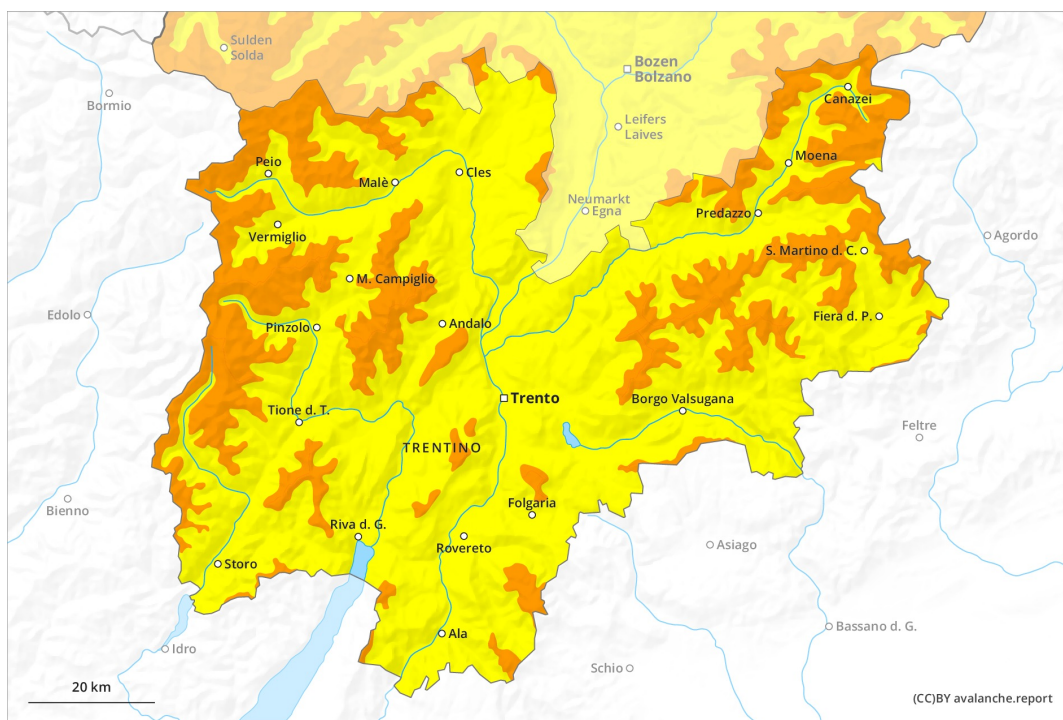 Sulden
Solda
Bormio
Bozen
Bolzano
Leifers
Laives
Canazei
Moena
Peio
Malè
Cles
Neumarkt
Egna
Predazzo
Vermiglio
Agordo
S. Martino d. C.
M. Campiglio
Edolo
Pinzolo
Andalo
Fiera d. P.
Trento
Borgo Valsugana
Tione d. T.
Feltre
TRENTINO
Bienno
Folgaria
Riva d. G.
Rovereto
Asiago
Storo
Ala
Bassano d. G.
Idro
Schio
20 km
(CC)BY avalanche.report